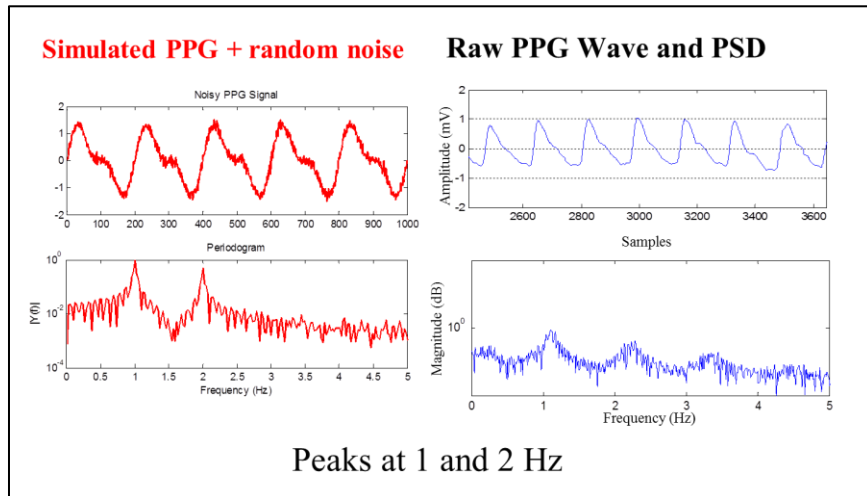 Simulated PPG + random noise
Raw PPG Wave and PSD
Noisy PPG Signal
2
1
0
-1
-2
0 100 200 300 400 500 600 700 800 900 1000
Periodogram
10^0
10^-2
10^-4
|Y(f)|
0 0.5 1 1.5 2 2.5 3 3.5 4 4.5 5
Frequency (Hz)
2
1
0
-1
-2
Amplitude (mV)
2600 2800 3000 3200 3400 3600
Samples
Magnitude (dB)
10^0
0 1 2 3 4 5
Frequency (Hz)
Peaks at 1 and 2 Hz